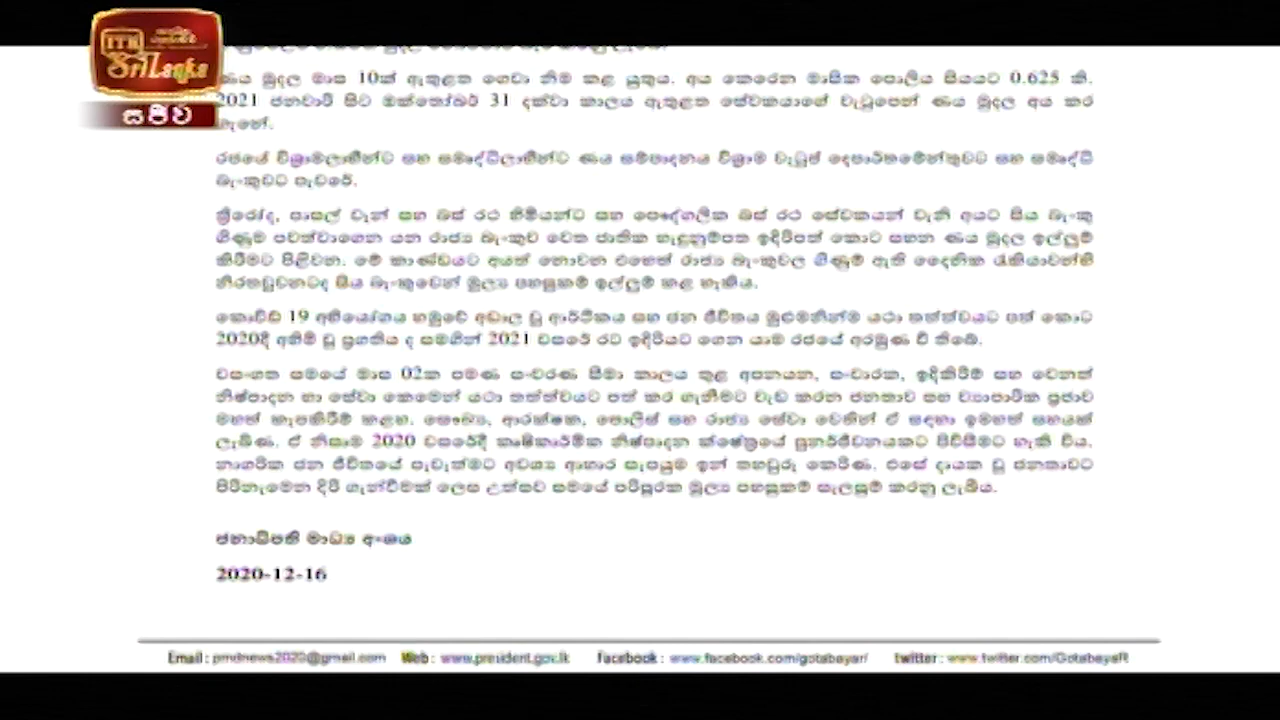 ITN
Sri Lanka
සජීව
ණය මුදල මාස 10ක් ඇතුළත ගෙවා නිම කළ යුතුය. අය කෙරෙන මාසික පොලිය සියයට 0.625 කි.
2021 ජනවාරි සිට ඔක්තෝබර් 31 දක්වා කාලය ඇතුළත සේවකයාගේ වැටුපෙන් ණය මුදල අය කර
ගැනේ.
රජයේ විශ්‍රාමලාභීන්ට සහ සමෘද්ධිලාභීන්ට ණය සම්පාදනය විශ්‍රාම වැටුප් දෙපාර්තමේන්තුවට සහ සමෘද්ධි
බැංකුවට පැවරේ.
ත්‍රීරෝද, පාසල් වෑන් සහ බස් රථ හිමියන්ට සහ පෞද්ගලික බස් රථ සේවකයන් වැනි අයට සිය බැංකු
ගිණුම් පවත්වාගෙන යන රාජ්‍ය බැංකුව වෙත ජාතික හැඳුනුම්පත ඉදිරිපත් කොට සහන ණය මුදල ඉල්ලුම්
කිරීමට පිළිවන. මේ කාණ්ඩයට අයත් නොවන එහෙත් රාජ්‍ය බැංකුවල ගිණුම් ඇති දෛනික රැකියාවන්හි
නිරතවූවනටද සිය බැංකුවෙන් මූල්‍ය පහසුකම් ඉල්ලුම් කළ හැකිය.
කොවිඩ් 19 අභියෝගය හමුවේ අඩාල වූ ආර්ථිකය සහ ජන ජීවිතය මුළුමනින්ම යථා තත්ත්වයට පත් කොට
2020දී අහිමි වූ ප්‍රගතිය ද සමගින් 2021 වසරේ රට ඉදිරියට ගෙන යාම රජයේ අරමුණ වී තිබේ.
වසංගත සමයේ මාස 02ක පමණ සංචරණ සීමා කාලය තුළ අපනයන, සංචාරක, ඉදිකිරීම් සහ වෙනත්
නිෂ්පාදන හා සේවා කෙමෙන් යථා තත්ත්වයට පත් කර ගැනීමට වැඩ කරන ජනතාව සහ ව්‍යාපාරික ප්‍රජාව
මහත් කැපකිරීම් කළහ. සෞඛ්‍ය, ආරක්ෂක, පොලිස් සහ රාජ්‍ය සේවා වෙතින් ඒ සඳහා ඉමහත් සහයක්
ලැබිණ. ඒ නිසාම 2020 වසරේදී කෘෂිකාර්මික නිෂ්පාදන ක්ෂේත්‍රයේ පුනර්ජීවනයකට පිවිසීමට හැකි විය.
නාගරික ජන ජීවිතයේ පැවැත්මට අවශ්‍ය ආහාර සැපයුම ඉන් තහවුරු කෙරිණ. එසේ දායක වූ ජනතාවට
පිරිනැමෙන දිරි ගැන්වීමක් ලෙස උත්සව සමයේ පරිපූරක මූල්‍ය පහසුකම් සැලසුම් කරනු ලැබීය.
ජනාධිපති මාධ්‍ය අංශය
2020-12-16
Email : pmdnews2020@gmail.com Web : www.president.gov.lk facebook : www.facebook.com/gotabayar/ twitter : www.twitter.com/GotabayaR